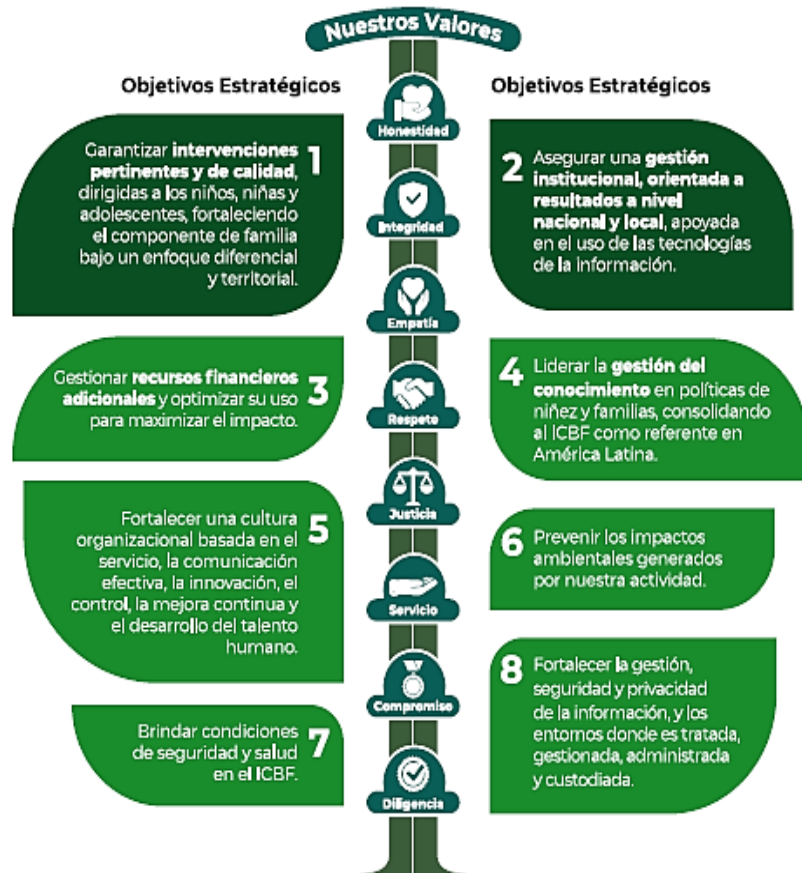 Nuestros Valores
Objetivos Estratégicos
Objetivos Estratégicos
Honestidad
1
Garantizar intervenciones
pertinentes y de calidad,
dirigidas a los niños, niñas y
adolescentes, fortaleciendo
el componente de familia
bajo un enfoque diferencial
y territorial.
2
Asegurar una gestión
institucional, orientada a
resultados a nivel
nacional y local, apoyada
en el uso de las tecnologías
de la información.
Integridad
Empatía
3
Gestionar recursos financieros
adicionales y optimizar su uso
para maximizar el impacto.
4
Liderar la gestión del
conocimiento en políticas de
niñez y familias, consolidando
al ICBF como referente en
América Latina.
Respeto
Justicia
5
Fortalecer una cultura
organizacional basada en el
servicio, la comunicación
efectiva, la innovación, el
control, la mejora continua y
el desarrollo del talento
humano.
6
Prevenir los impactos
ambientales generados
por nuestra actividad.
Servicio
Compromiso
7
Brindar condiciones
de seguridad y salud
en el ICBF.
8
Fortalecer la gestión,
seguridad y privacidad
de la información, y los
entornos donde es tratada,
gestionada, administrada
y custodiada.
Diligencia